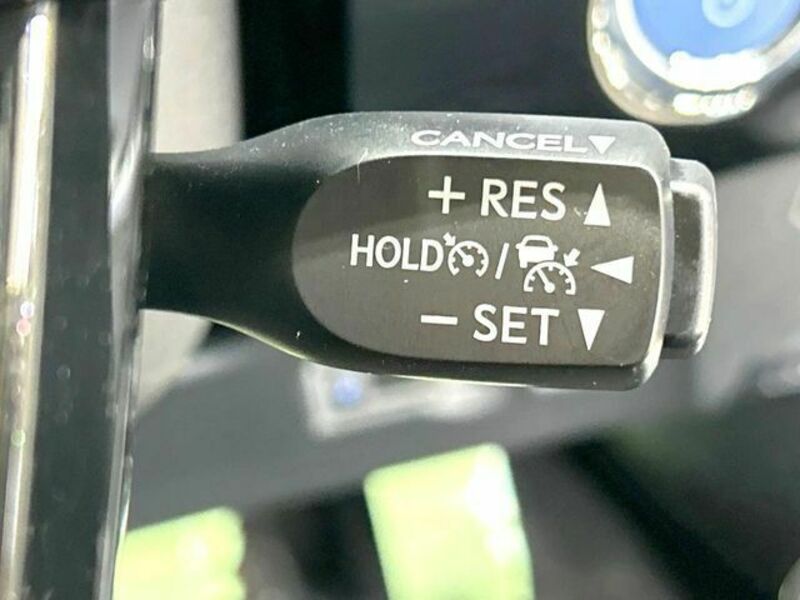 CANCEL▼
+ RES ▲
HOLD / ◀
− SET ▼